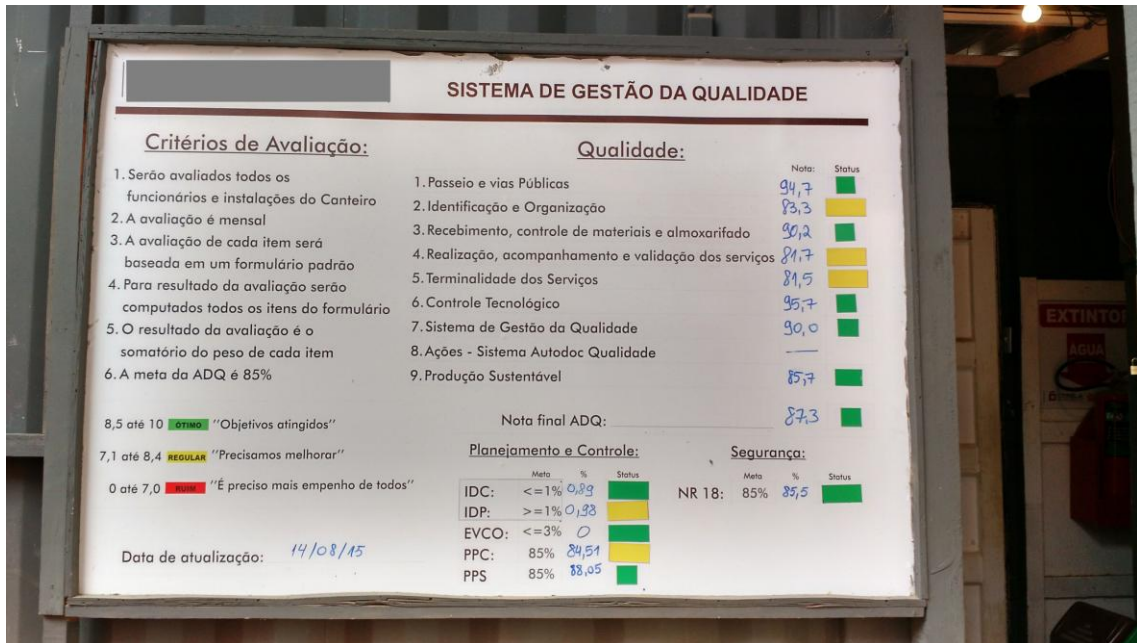 SISTEMA DE GESTÃO DA QUALIDADE
Critérios de Avaliação:
1. Serão avaliados todos os
funcionários e instalações do Canteiro
2. A avaliação é mensal
3. A avaliação de cada item será
baseada em um formulário padrão
4. Para resultado da avaliação serão
computados todos os itens do formulário
5. O resultado da avaliação é o
somatório do peso de cada item
6. A meta da ADQ é 85%
8,5 até 10 ÓTIMO "Objetivos atingidos"
7,1 até 8,4 REGULAR "Precisamos melhorar"
0 até 7,0 RUIM "É preciso mais empenho de todos"
Data de atualização: 14/08/15
Qualidade:
Nota: Status
1. Passeio e vias Públicas 94,7
2. Identificação e Organização 83,3
3. Recebimento, controle de materiais e almoxarifado 90,2
4. Realização, acompanhamento e validação dos serviços 81,7
5. Terminalidade dos Serviços 81,5
6. Controle Tecnológico 95,7
7. Sistema de Gestão da Qualidade 90,0
8. Ações - Sistema Autodoc Qualidade —
9. Produção Sustentável 85,7
Nota final ADQ: 87,3
Planejamento e Controle:
Meta % Status
IDC: <=1% 0,89
IDP: >=1% 0,98
EVCO: <=3% 0
PPC: 85% 84,51
PPS 85% 88,05
Segurança:
Meta % Status
NR 18: 85% 85,5
EXTINTO
AGUA